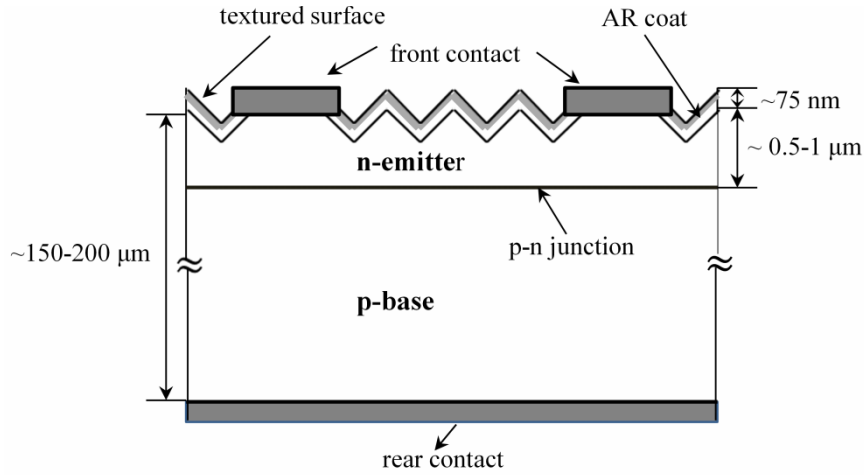 textured surface
AR coat
front contact
~75 nm
~ 0.5-1 μm
n-emitter
p-n junction
~150-200 μm
p-base
rear contact